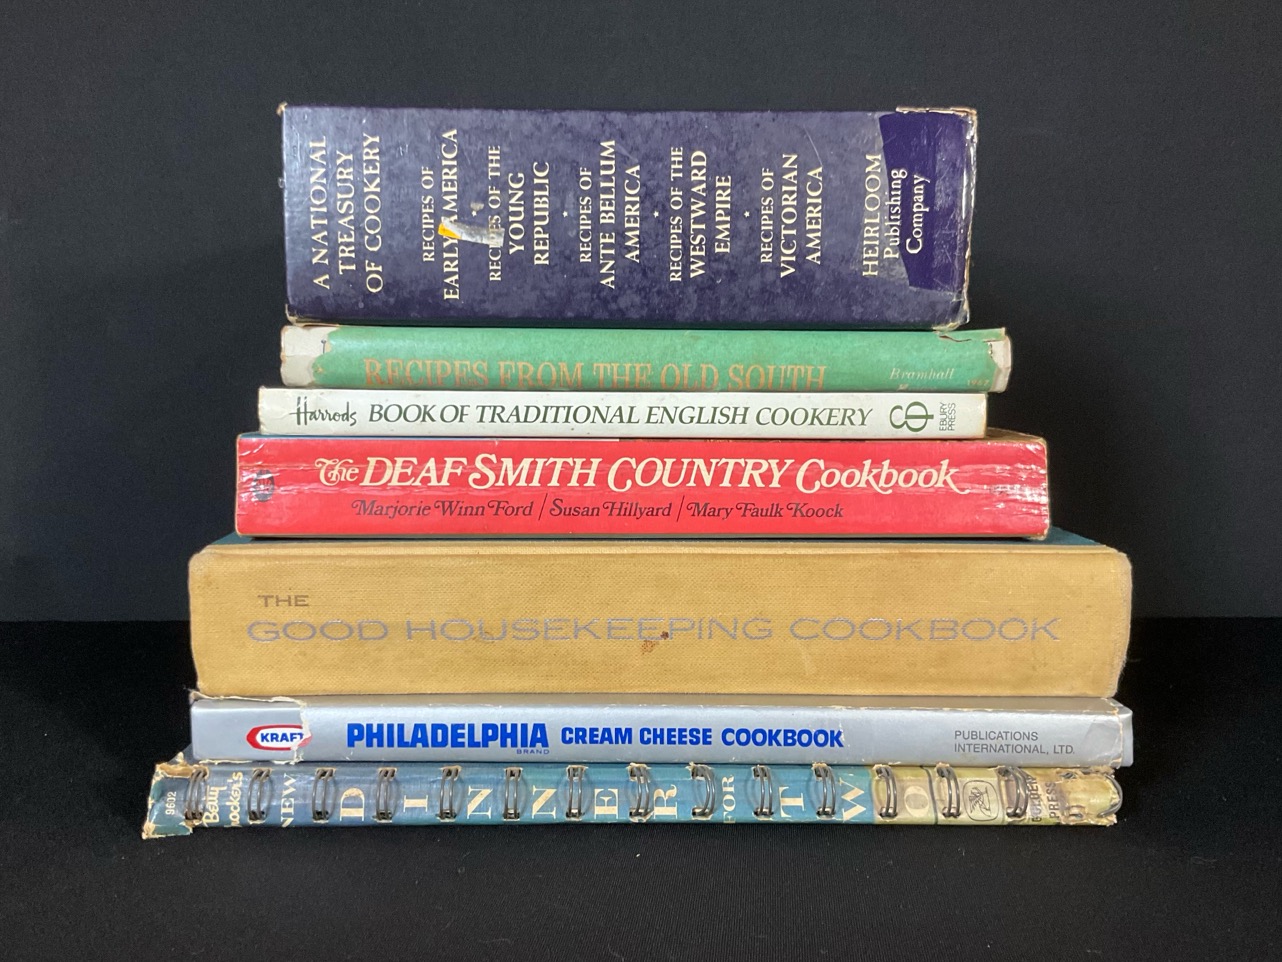 A NATIONAL
TREASURY
OF COOKERY
RECIPES OF
EARLY AMERICA
*
RECIPES OF THE
YOUNG
REPUBLIC
*
RECIPES OF
ANTE BELLUM
AMERICA
*
RECIPES OF THE
WESTWARD
EMPIRE
*
RECIPES OF
VICTORIAN
AMERICA
HEIRLOOM
Publishing
Company
RECIPES FROM THE OLD SOUTH
Bramhall
Harrods BOOK OF TRADITIONAL ENGLISH COOKERY
EBURY
PRESS
The DEAF SMITH COUNTRY Cookbook
Marjorie Winn Ford / Susan Hillyard / Mary Faulk Koock
THE
GOOD HOUSEKEEPING COOKBOOK
KRAFT
PHILADELPHIA CREAM CHEESE COOKBOOK
BRAND
PUBLICATIONS
INTERNATIONAL, LTD.
Betty
NEW DINNER FOR TWO
PRESS